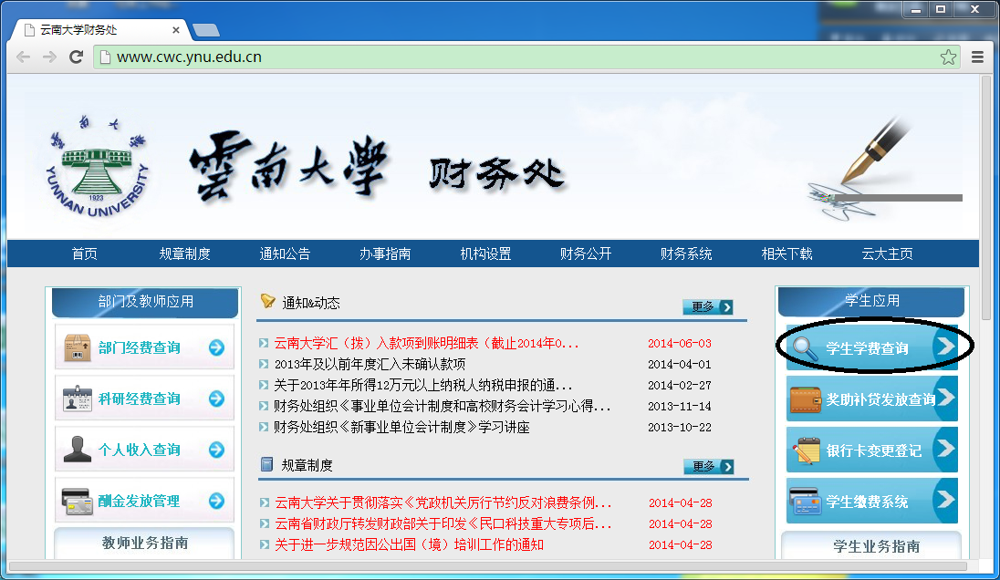 云南大学财务处
www.cwc.ynu.edu.cn
云南大学
YUNNAN UNIVERSITY
1923
雲南大學 财务处
首页 规章制度 通知公告 办事指南 机构设置 财务公开 财务系统 相关下载 云大主页
部门及教师应用
部门经费查询
科研经费查询
个人收入查询
酬金发放管理
教师业务指南
通知&动态 更多
云南大学汇（拨）入款项到账明细表（截止2014年0... 2014-06-03
2013年及以前年度汇入未确认款项 2014-04-01
关于2013年年所得12万元以上纳税人纳税申报的通... 2014-02-27
财务处组织《事业单位会计制度和高校财务会计学习心得... 2013-11-14
财务处组织《新事业单位会计制度》学习讲座 2013-10-22
规章制度 更多
云南大学关于贯彻落实《党政机关厉行节约反对浪费条例... 2014-04-28
云南省财政厅转发财政部关于印发《民口科技重大专项后... 2014-04-28
关于进一步规范因公出国（境）培训工作的通知 2014-04-28
学生应用
学生学费查询
奖助补贷发放查询
银行卡变更登记
学生缴费系统
学生业务指南